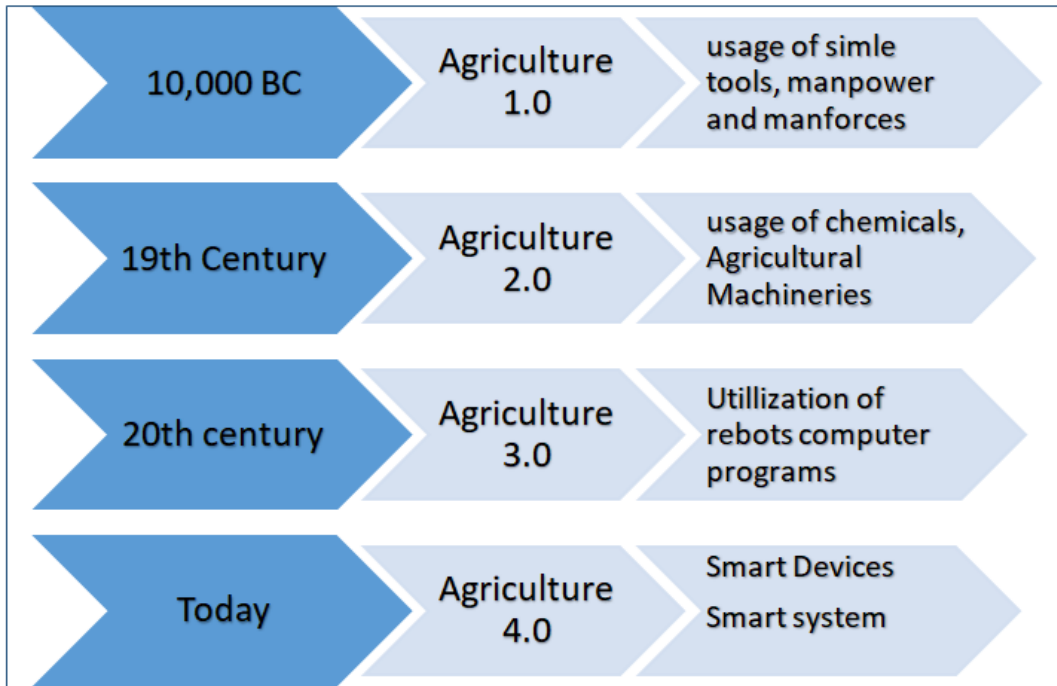 10,000 BC
Agriculture
1.0
usage of simle
tools, manpower
and manforces
19th Century
Agriculture
2.0
usage of chemicals,
Agricultural
Machineries
20th century
Agriculture
3.0
Utillization of
rebots computer
programs
Today
Agriculture
4.0
Smart Devices
Smart system